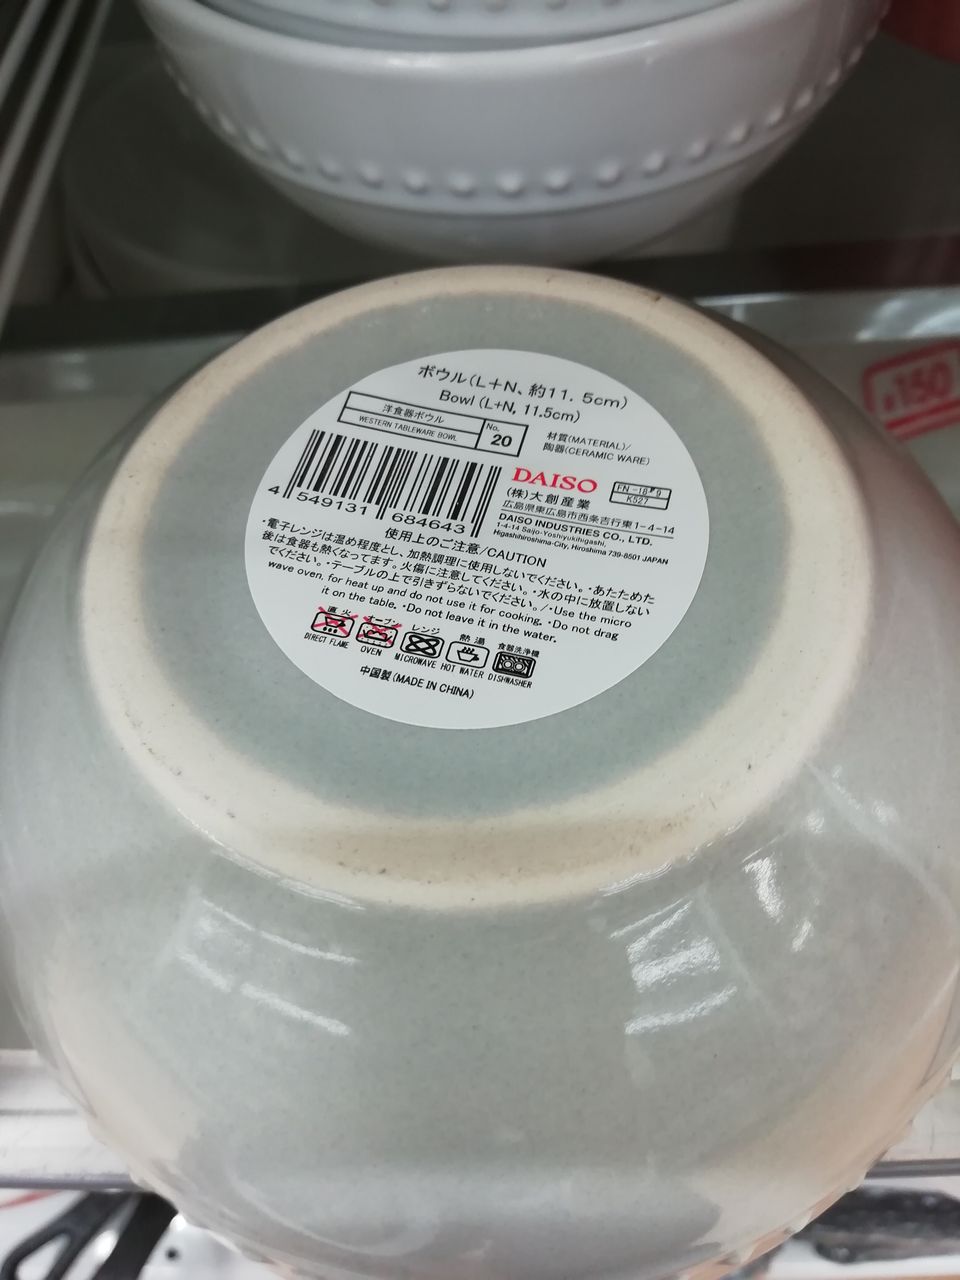 ボウル(L+N、約11.5cm)
Bowl (L+N, 11.5cm)
洋食器ボウル
WESTERN TABLEWARE BOWL
No.
20
材質(MATERIAL)/
陶器(CERAMIC WARE)
4 549131 684643
DAISO
(株)大創産業
K527
広島県東広島市西条吉行東1-4-14
DAISO INDUSTRIES CO., LTD.
1-4-14 Saijo-Yoshiyukihigashi,
Higashihiroshima-City, Hiroshima 739-8501 JAPAN
使用上のご注意/CAUTION
・電子レンジは温め程度とし、加熱調理に使用しないでください。・あたためた
後は食器も熱くなってます。火傷に注意してください。・水の中に放置しない
でください。・テーブルの上で引きずらないでください。/・Use the micro
wave oven, for heat up and do not use it for cooking. ・Do not drag
it on the table. ・Do not leave it in the water.
直火 オーブン レンジ 熱湯 食器洗浄機
DIRECT FLAME OVEN MICROWAVE HOT WATER DISHWASHER
中国製(MADE IN CHINA)
¥150